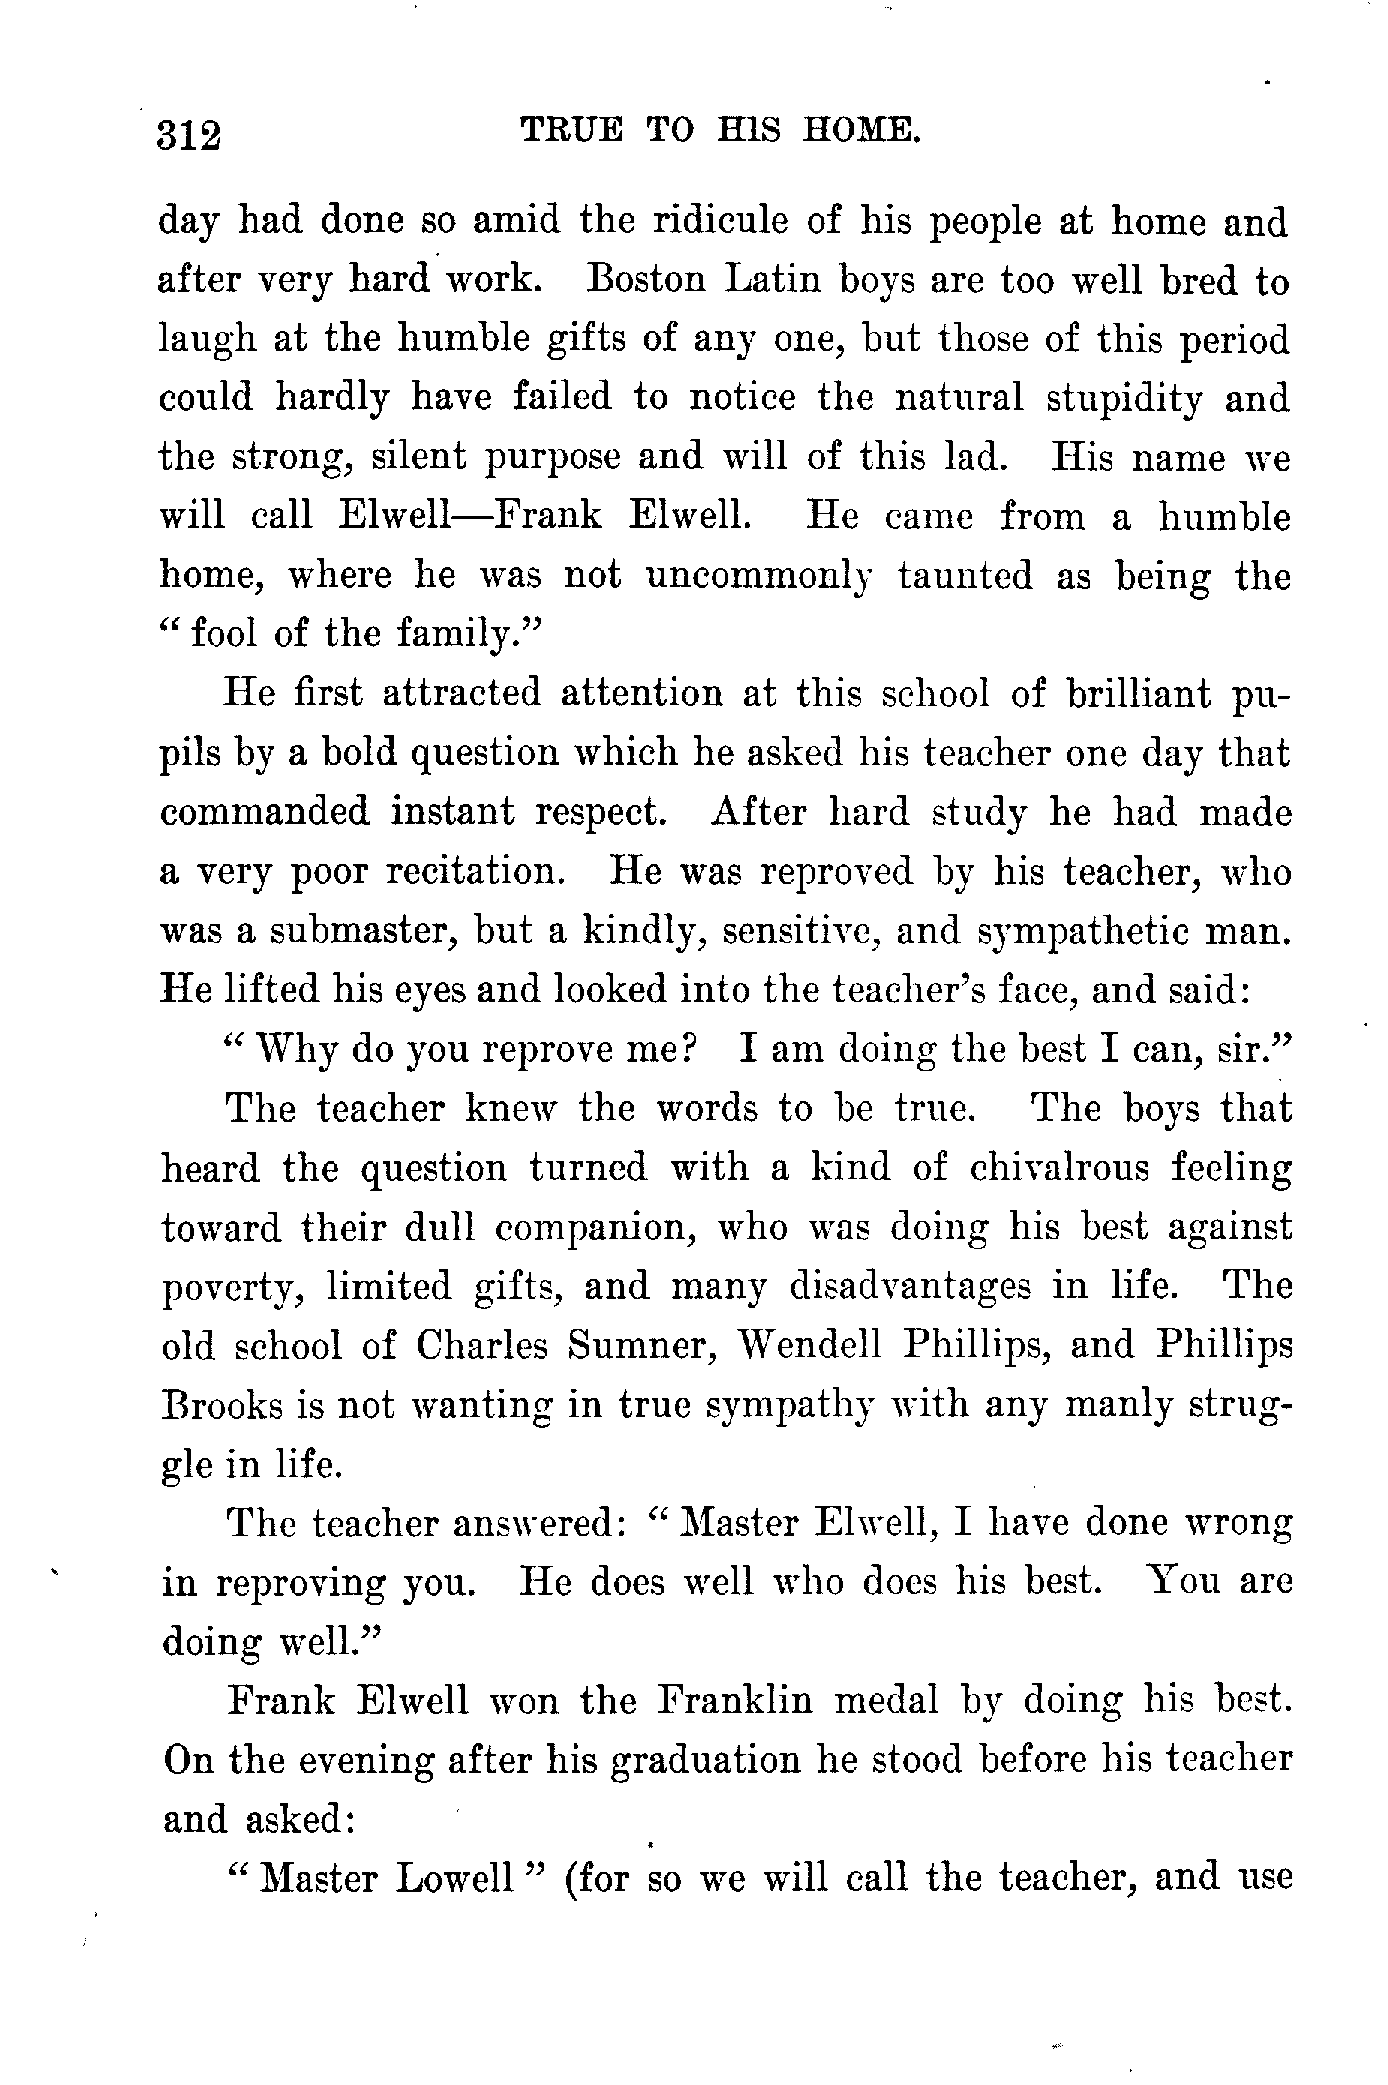 312 TRUE TO HIS HOME.
day had done so amid the ridicule of his people at home and
after very hard work. Boston Latin boys are too well bred to
laugh at the humble gifts of any one, but those of this period
could hardly have failed to notice the natural stupidity and
the strong, silent purpose and will of this lad. His name we
will call Elwell—Frank Elwell. He came from a humble
home, where he was not uncommonly taunted as being the
“ fool of the family.”
He first attracted attention at this school of brilliant pu-
pils by a bold question which he asked his teacher one day that
commanded instant respect. After hard study he had made
a very poor recitation. He was reproved by his teacher, who
was a submaster, but a kindly, sensitive, and sympathetic man.
He lifted his eyes and looked into the teacher’s face, and said:
“ Why do you reprove me? I am doing the best I can, sir.”
The teacher knew the words to be true. The boys that
heard the question turned with a kind of chivalrous feeling
toward their dull companion, who was doing his best against
poverty, limited gifts, and many disadvantages in life. The
old school of Charles Sumner, Wendell Phillips, and Phillips
Brooks is not wanting in true sympathy with any manly strug-
gle in life.
The teacher answered: “ Master Elwell, I have done wrong
in reproving you. He does well who does his best. You are
doing well.”
Frank Elwell won the Franklin medal by doing his best.
On the evening after his graduation he stood before his teacher
and asked:
“ Master Lowell ” (for so we will call the teacher, and use